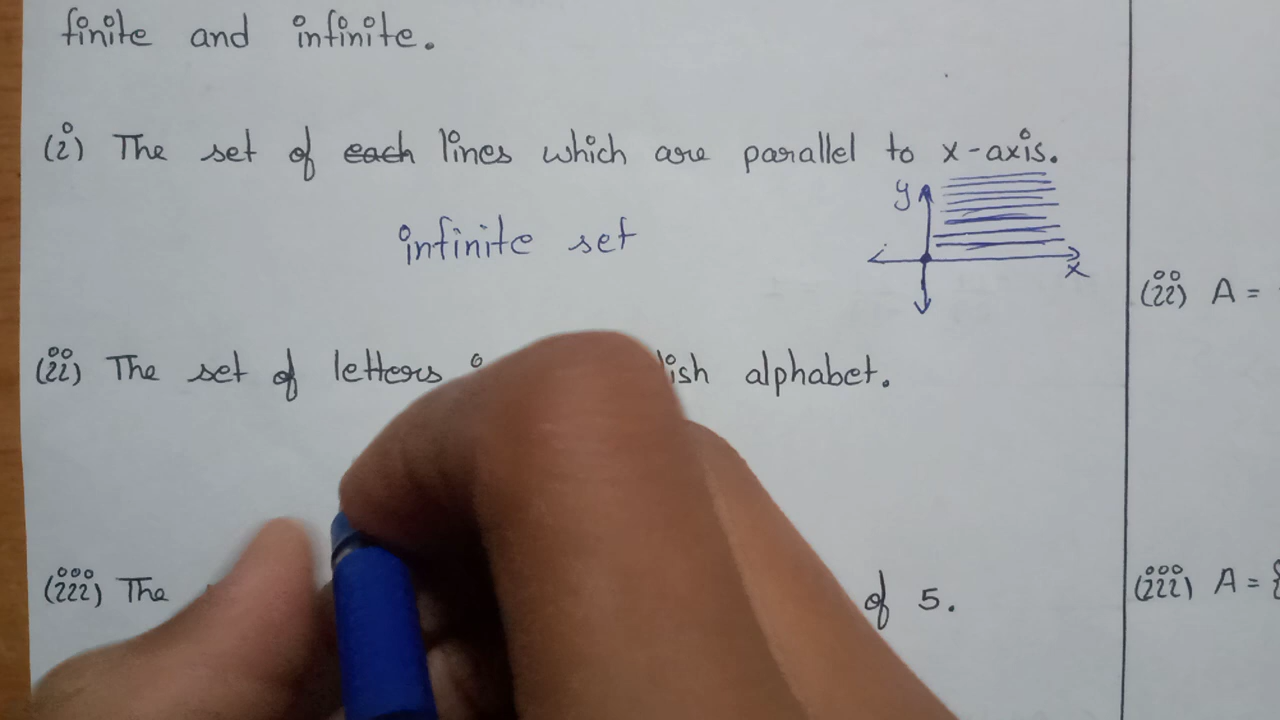 finite and infinite.
(i) The set of each lines which are parallel to x-axis.
y
infinite set
x
(ii) A =
(ii) The set of letters alphabet.
(iii) The of 5.
(iii) A = {